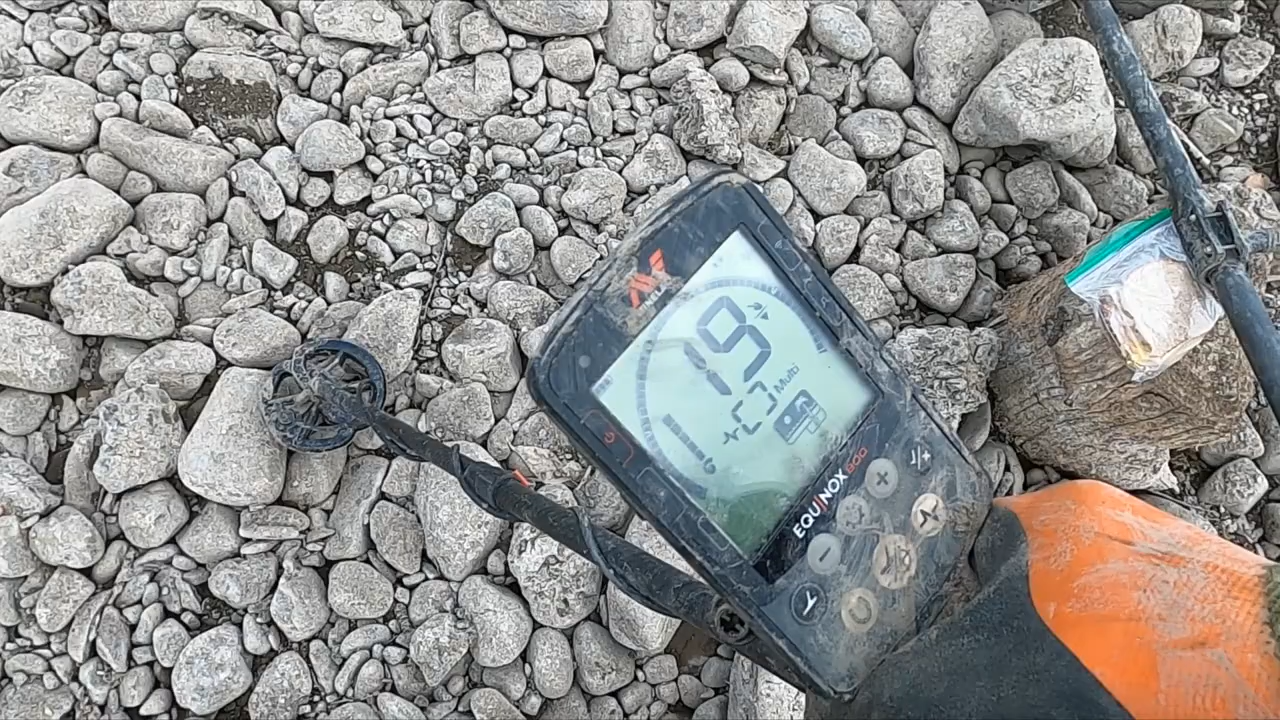 19
Multi
EQUINOX 800
+
+/-
−